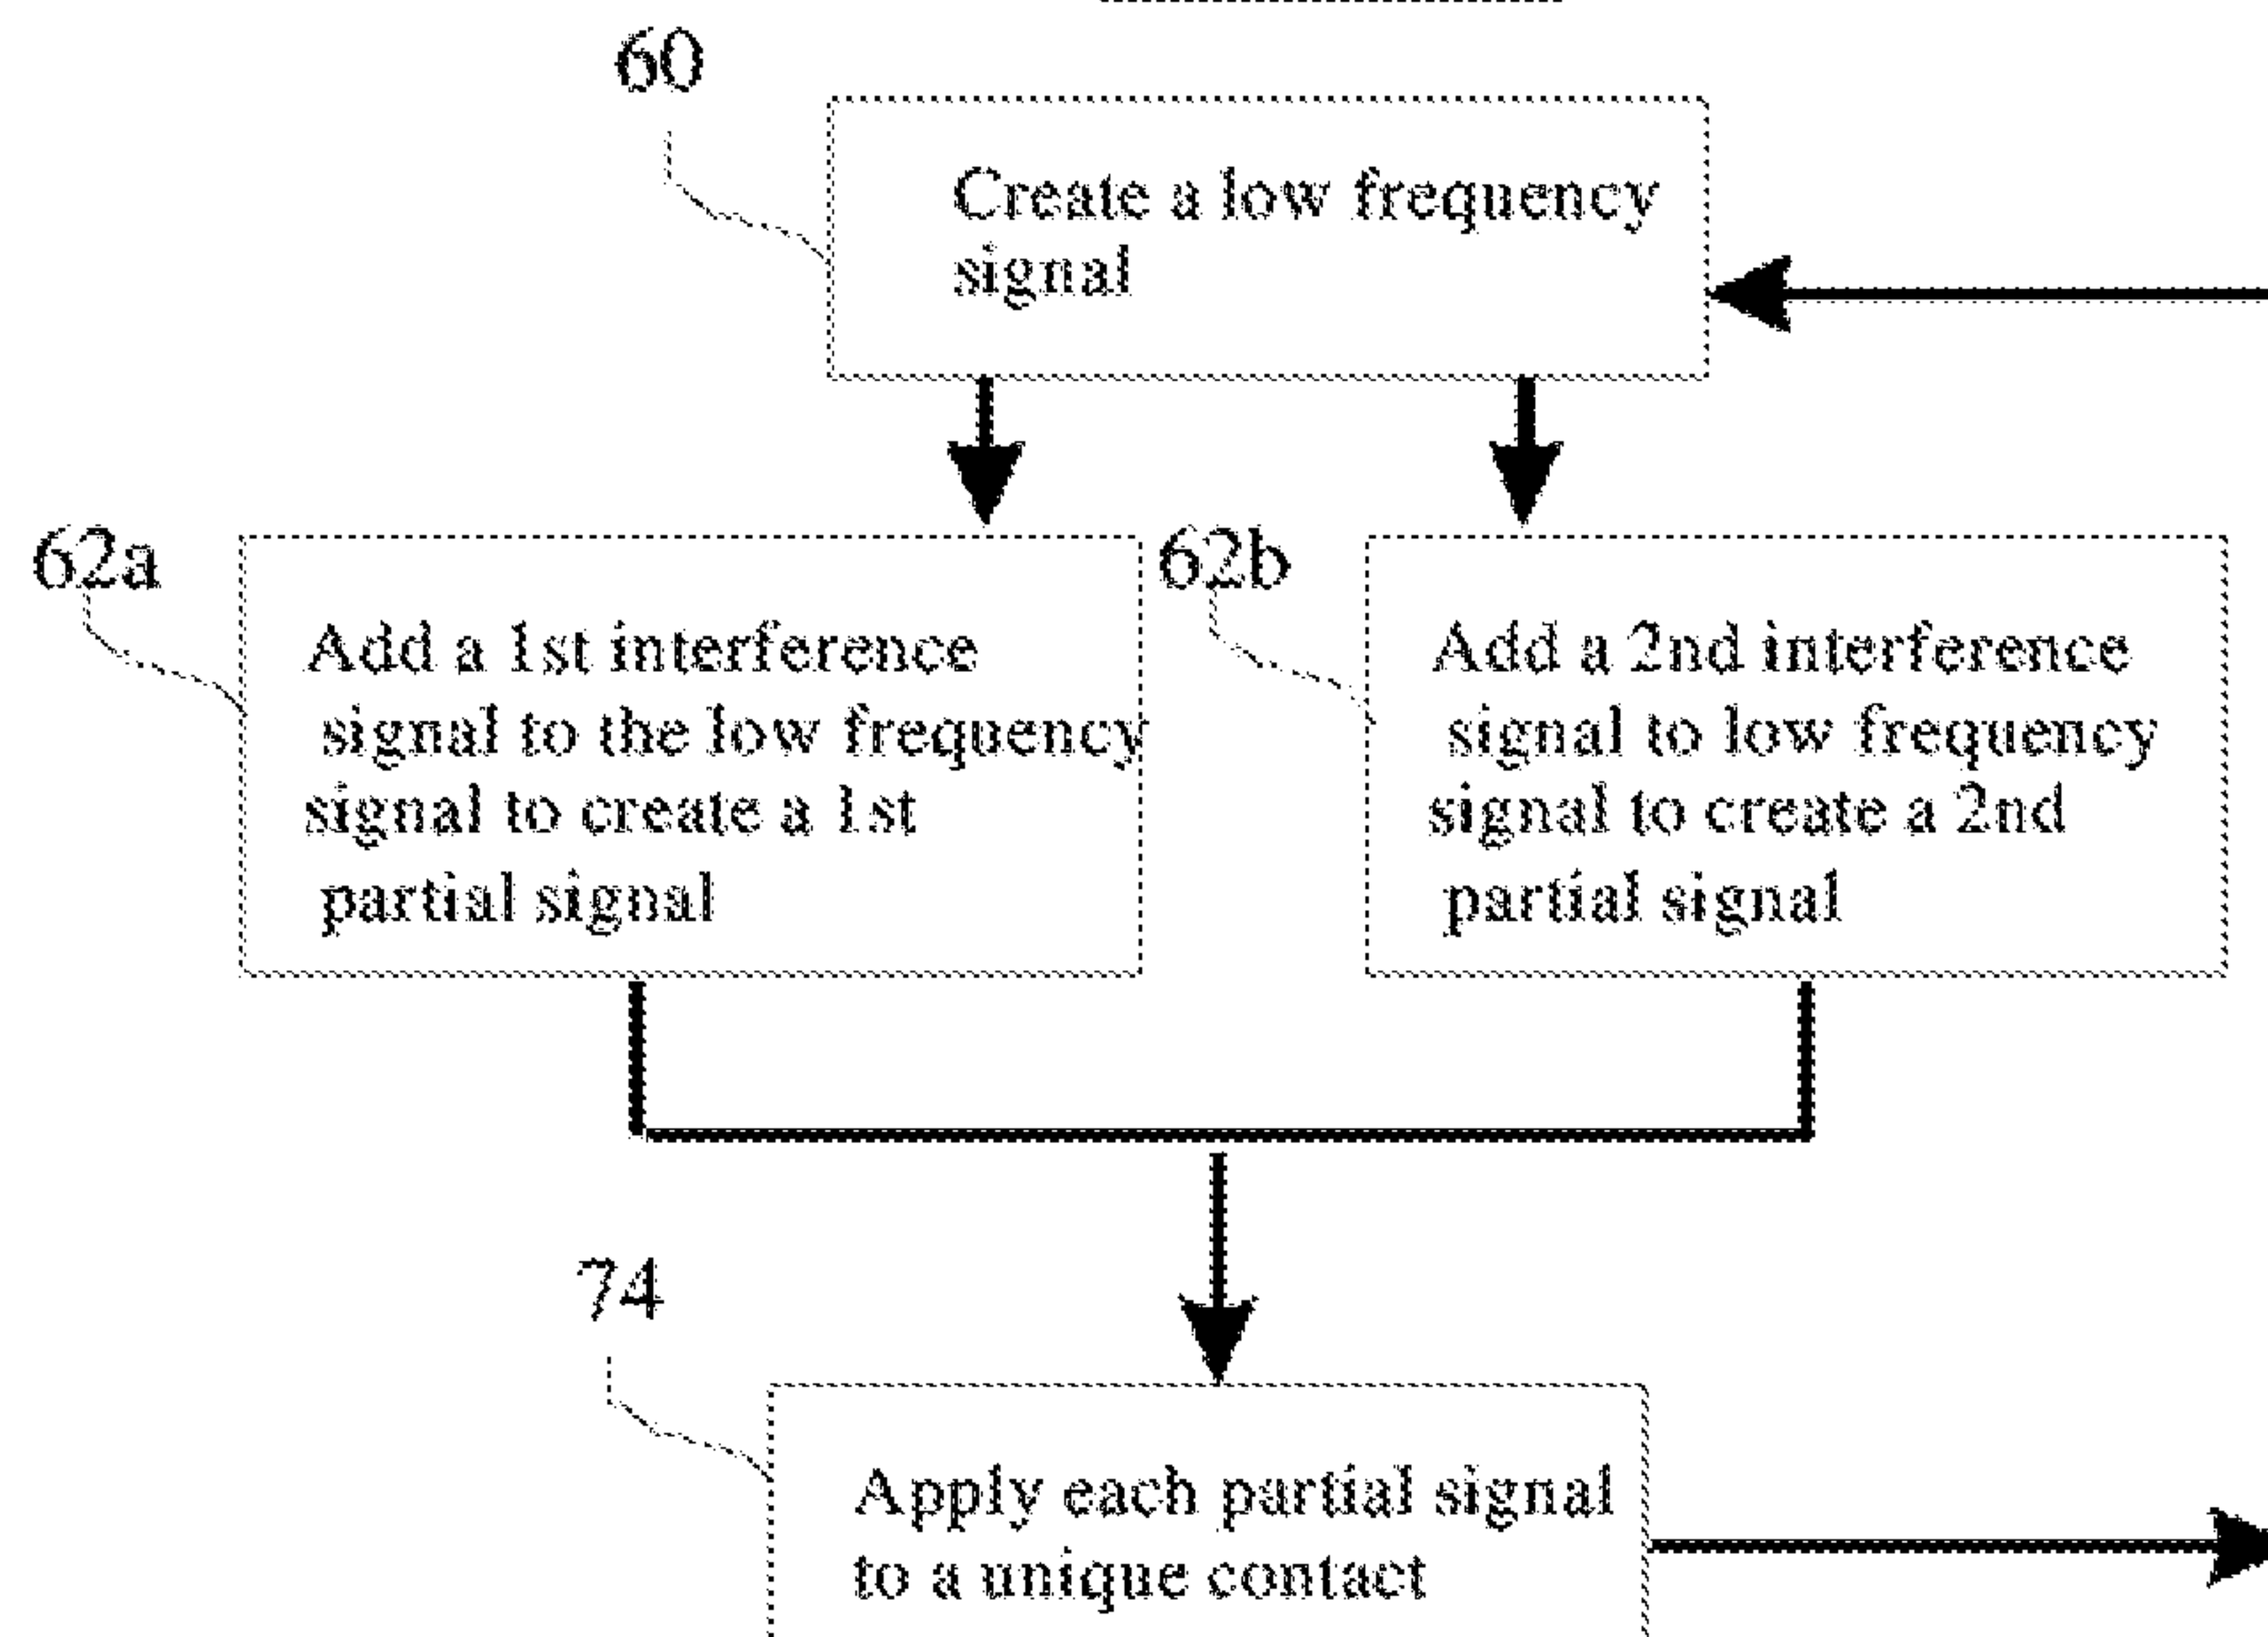 60
Create a low frequency
signal
62a
Add a 1st interference
signal to the low frequency
signal to create a 1st
partial signal
62b
Add a 2nd interference
signal to low frequency
signal to create a 2nd
partial signal
74
Apply each partial signal
to a unique contact